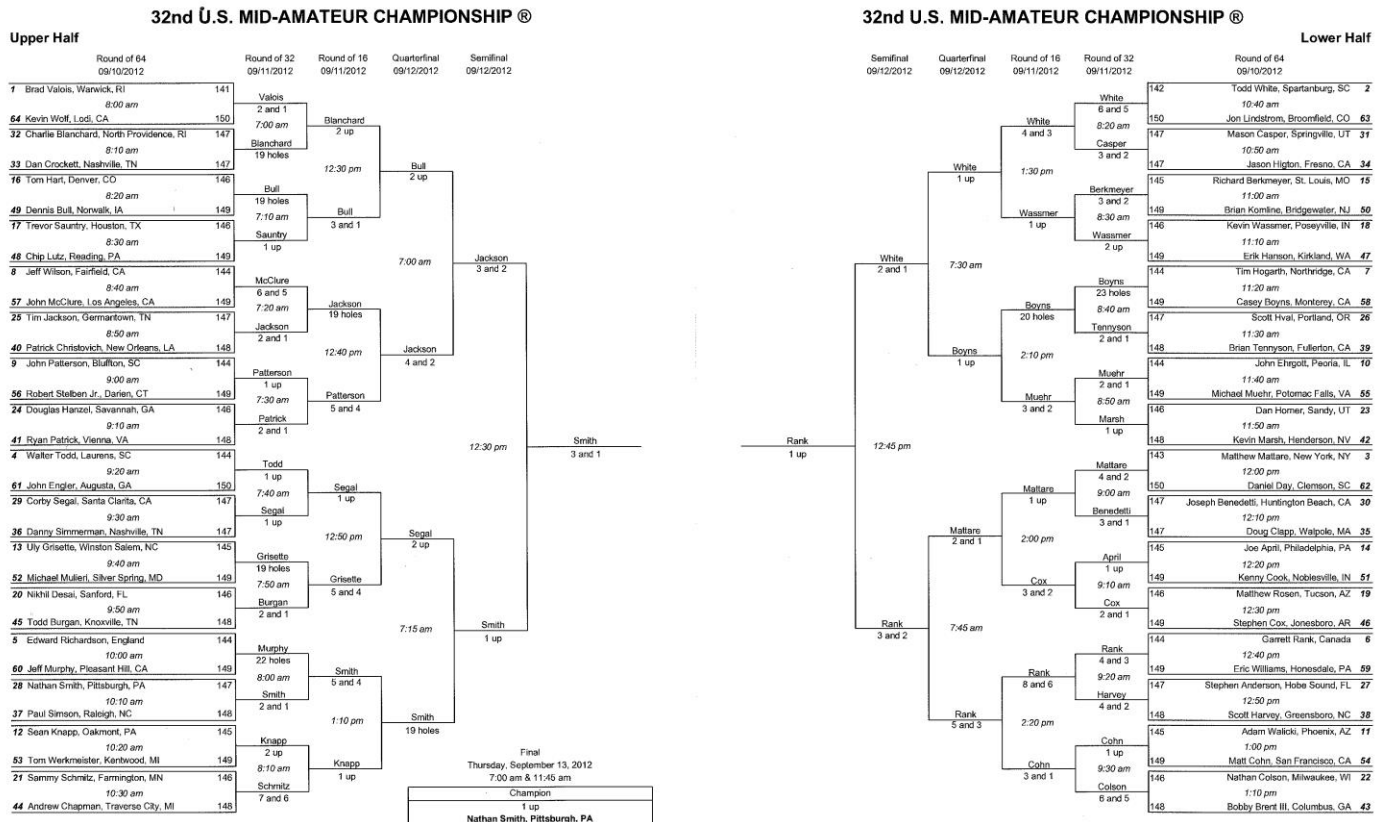 32nd U.S. MID-AMATEUR CHAMPIONSHIP ®
Upper Half
Round of 64 Round of 32 Round of 16 Quarterfinal Semifinal
09/10/2012 09/11/2012 09/11/2012 09/12/2012 09/12/2012
1 Brad Valois, Warwick, RI 141
8:00 am
64 Kevin Wolf, Lodi, CA 150
32 Charlie Blanchard, North Providence, RI 147
8:10 am
33 Dan Crockett, Nashville, TN 147
16 Tom Hart, Denver, CO 146
8:20 am
49 Dennis Bull, Norwalk, IA 149
17 Trevor Sauntry, Houston, TX 146
8:30 am
48 Chip Lutz, Reading, PA 149
8 Jeff Wilson, Fairfield, CA 144
8:40 am
57 John McClure, Los Angeles, CA 149
25 Tim Jackson, Germantown, TN 147
8:50 am
40 Patrick Christovich, New Orleans, LA 148
9 John Patterson, Bluffton, SC 144
9:00 am
56 Robert Stelben Jr., Darien, CT 149
24 Douglas Hanzel, Savannah, GA 146
9:10 am
41 Ryan Patrick, Vienna, VA 148
4 Walter Todd, Laurens, SC 144
9:20 am
61 John Engler, Augusta, GA 150
29 Corby Segal, Santa Clarita, CA 147
9:30 am
36 Danny Simmerman, Nashville, TN 147
13 Uly Grisette, Winston Salem, NC 145
9:40 am
52 Michael Mulieri, Silver Spring, MD 149
20 Nikhil Desai, Sanford, FL 146
9:50 am
45 Todd Burgan, Knoxville, TN 148
5 Edward Richardson, England 144
10:00 am
60 Jeff Murphy, Pleasant Hill, CA 149
28 Nathan Smith, Pittsburgh, PA 147
10:10 am
37 Paul Simson, Raleigh, NC 148
12 Sean Knapp, Oakmont, PA 145
10:20 am
53 Tom Werkmeister, Kentwood, MI 149
21 Sammy Schmitz, Farmington, MN 146
10:30 am
44 Andrew Chapman, Traverse City, MI 148
Valois
2 and 1
7:00 am
Blanchard
19 holes
Bull
19 holes
7:10 am
Sauntry
1 up
McClure
6 and 5
7:20 am
Jackson
2 and 1
Patterson
1 up
7:30 am
Patrick
2 and 1
Todd
1 up
7:40 am
Segal
1 up
Grisette
19 holes
7:50 am
Burgan
2 and 1
Murphy
22 holes
8:00 am
Smith
2 and 1
Knapp
2 up
8:10 am
Schmitz
7 and 6
Blanchard
2 up
12:30 pm
Bull
3 and 1
Jackson
19 holes
12:40 pm
Patterson
5 and 4
Segal
1 up
12:50 pm
Grisette
5 and 4
Smith
5 and 4
1:10 pm
Knapp
1 up
Bull
2 up
7:00 am
Jackson
4 and 2
Segal
2 up
7:15 am
Smith
19 holes
Jackson
3 and 2
12:30 pm
Smith
1 up
Smith
3 and 1
Final
Thursday, September 13, 2012
7:00 am & 11:45 am
Champion
1 up
Nathan Smith, Pittsburgh, PA
32nd U.S. MID-AMATEUR CHAMPIONSHIP ®
Lower Half
Semifinal Quarterfinal Round of 16 Round of 32 Round of 64
09/12/2012 09/12/2012 09/11/2012 09/11/2012 09/10/2012
Rank
1 up
White
2 and 1
12:45 pm
Rank
3 and 2
White
1 up
7:30 am
Boyns
1 up
Mattare
2 and 1
7:45 am
Rank
5 and 3
White
4 and 3
1:30 pm
Wassmer
1 up
Boyns
20 holes
2:10 pm
Muehr
3 and 2
Mattare
1 up
2:00 pm
Cox
3 and 2
Rank
8 and 6
2:20 pm
Cohn
3 and 1
White
6 and 5
8:20 am
Casper
3 and 2
Berkmeyer
3 and 2
8:30 am
Wassmer
2 up
Boyns
23 holes
8:40 am
Tennyson
2 and 1
Muehr
2 and 1
8:50 am
Marsh
1 up
Mattare
4 and 2
9:00 am
Benedetti
3 and 1
April
1 up
9:10 am
Cox
2 and 1
Rank
4 and 3
9:20 am
Harvey
4 and 2
Cohn
1 up
9:30 am
Colson
6 and 5
142 Todd White, Spartanburg, SC 2
10:40 am
150 Jon Lindstrom, Broomfield, CO 63
147 Mason Casper, Springville, UT 31
10:50 am
147 Jason Higton, Fresno, CA 34
145 Richard Berkmeyer, St. Louis, MO 15
11:00 am
149 Brian Komline, Bridgewater, NJ 50
146 Kevin Wassmer, Poseyville, IN 18
11:10 am
149 Erik Hanson, Kirkland, WA 47
144 Tim Hogarth, Northridge, CA 7
11:20 am
149 Casey Boyns, Monterey, CA 58
147 Scott Hval, Portland, OR 26
11:30 am
148 Brian Tennyson, Fullerton, CA 39
144 John Ehrgott, Peoria, IL 10
11:40 am
149 Michael Muehr, Potomac Falls, VA 55
146 Dan Horner, Sandy, UT 23
11:50 am
148 Kevin Marsh, Henderson, NV 42
143 Matthew Mattare, New York, NY 3
12:00 pm
150 Daniel Day, Clemson, SC 62
147 Joseph Benedetti, Huntington Beach, CA 30
12:10 pm
147 Doug Clapp, Walpole, MA 35
145 Joe April, Philadelphia, PA 14
12:20 pm
149 Kenny Cook, Noblesville, IN 51
146 Matthew Rosen, Tucson, AZ 19
12:30 pm
149 Stephen Cox, Jonesboro, AR 46
144 Garrett Rank, Canada 6
12:40 pm
149 Eric Williams, Honesdale, PA 59
147 Stephen Anderson, Hobe Sound, FL 27
12:50 pm
148 Scott Harvey, Greensboro, NC 38
145 Adam Walicki, Phoenix, AZ 11
1:00 pm
149 Matt Cohn, San Francisco, CA 54
146 Nathan Colson, Milwaukee, WI 22
1:10 pm
148 Bobby Brent III, Columbus, GA 43